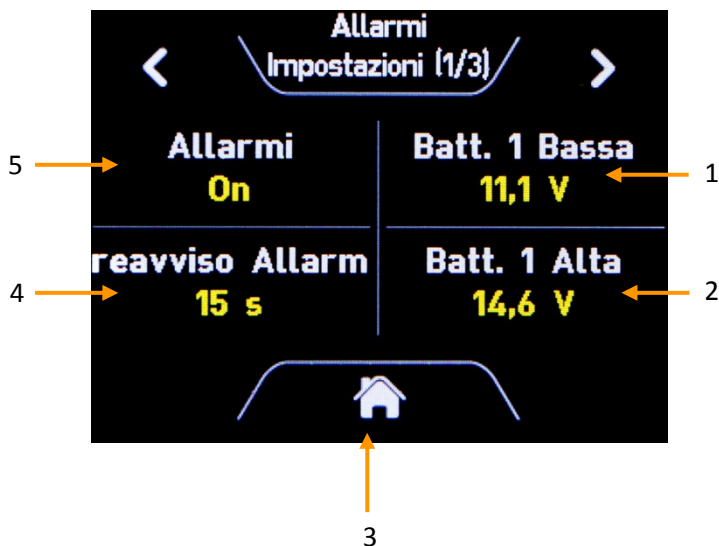 Allarmi
Impostazioni (1/3)
5
Allarmi
On
Batt. 1 Bassa
11,1 V
1
4
reavviso Allarm
15 s
Batt. 1 Alta
14,6 V
2
3